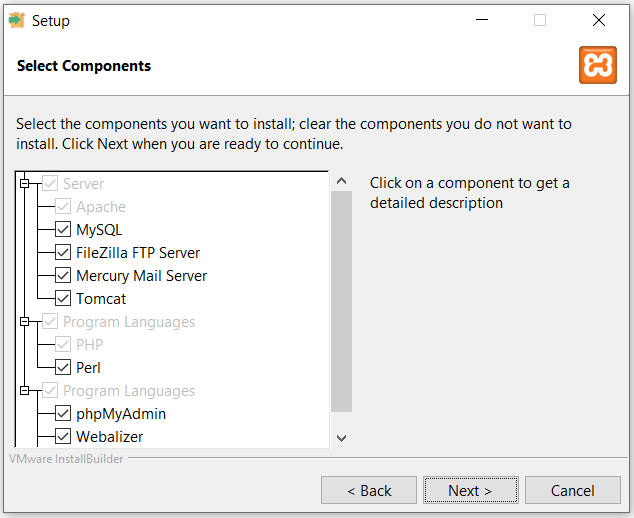 Setup
Select Components
Select the components you want to install; clear the components you do not want to
install. Click Next when you are ready to continue.
Server
Apache
MySQL
FileZilla FTP Server
Mercury Mail Server
Tomcat
Program Languages
PHP
Perl
Program Languages
phpMyAdmin
Webalizer
Click on a component to get a
detailed description
VMware InstallBuilder
< Back
Next >
Cancel